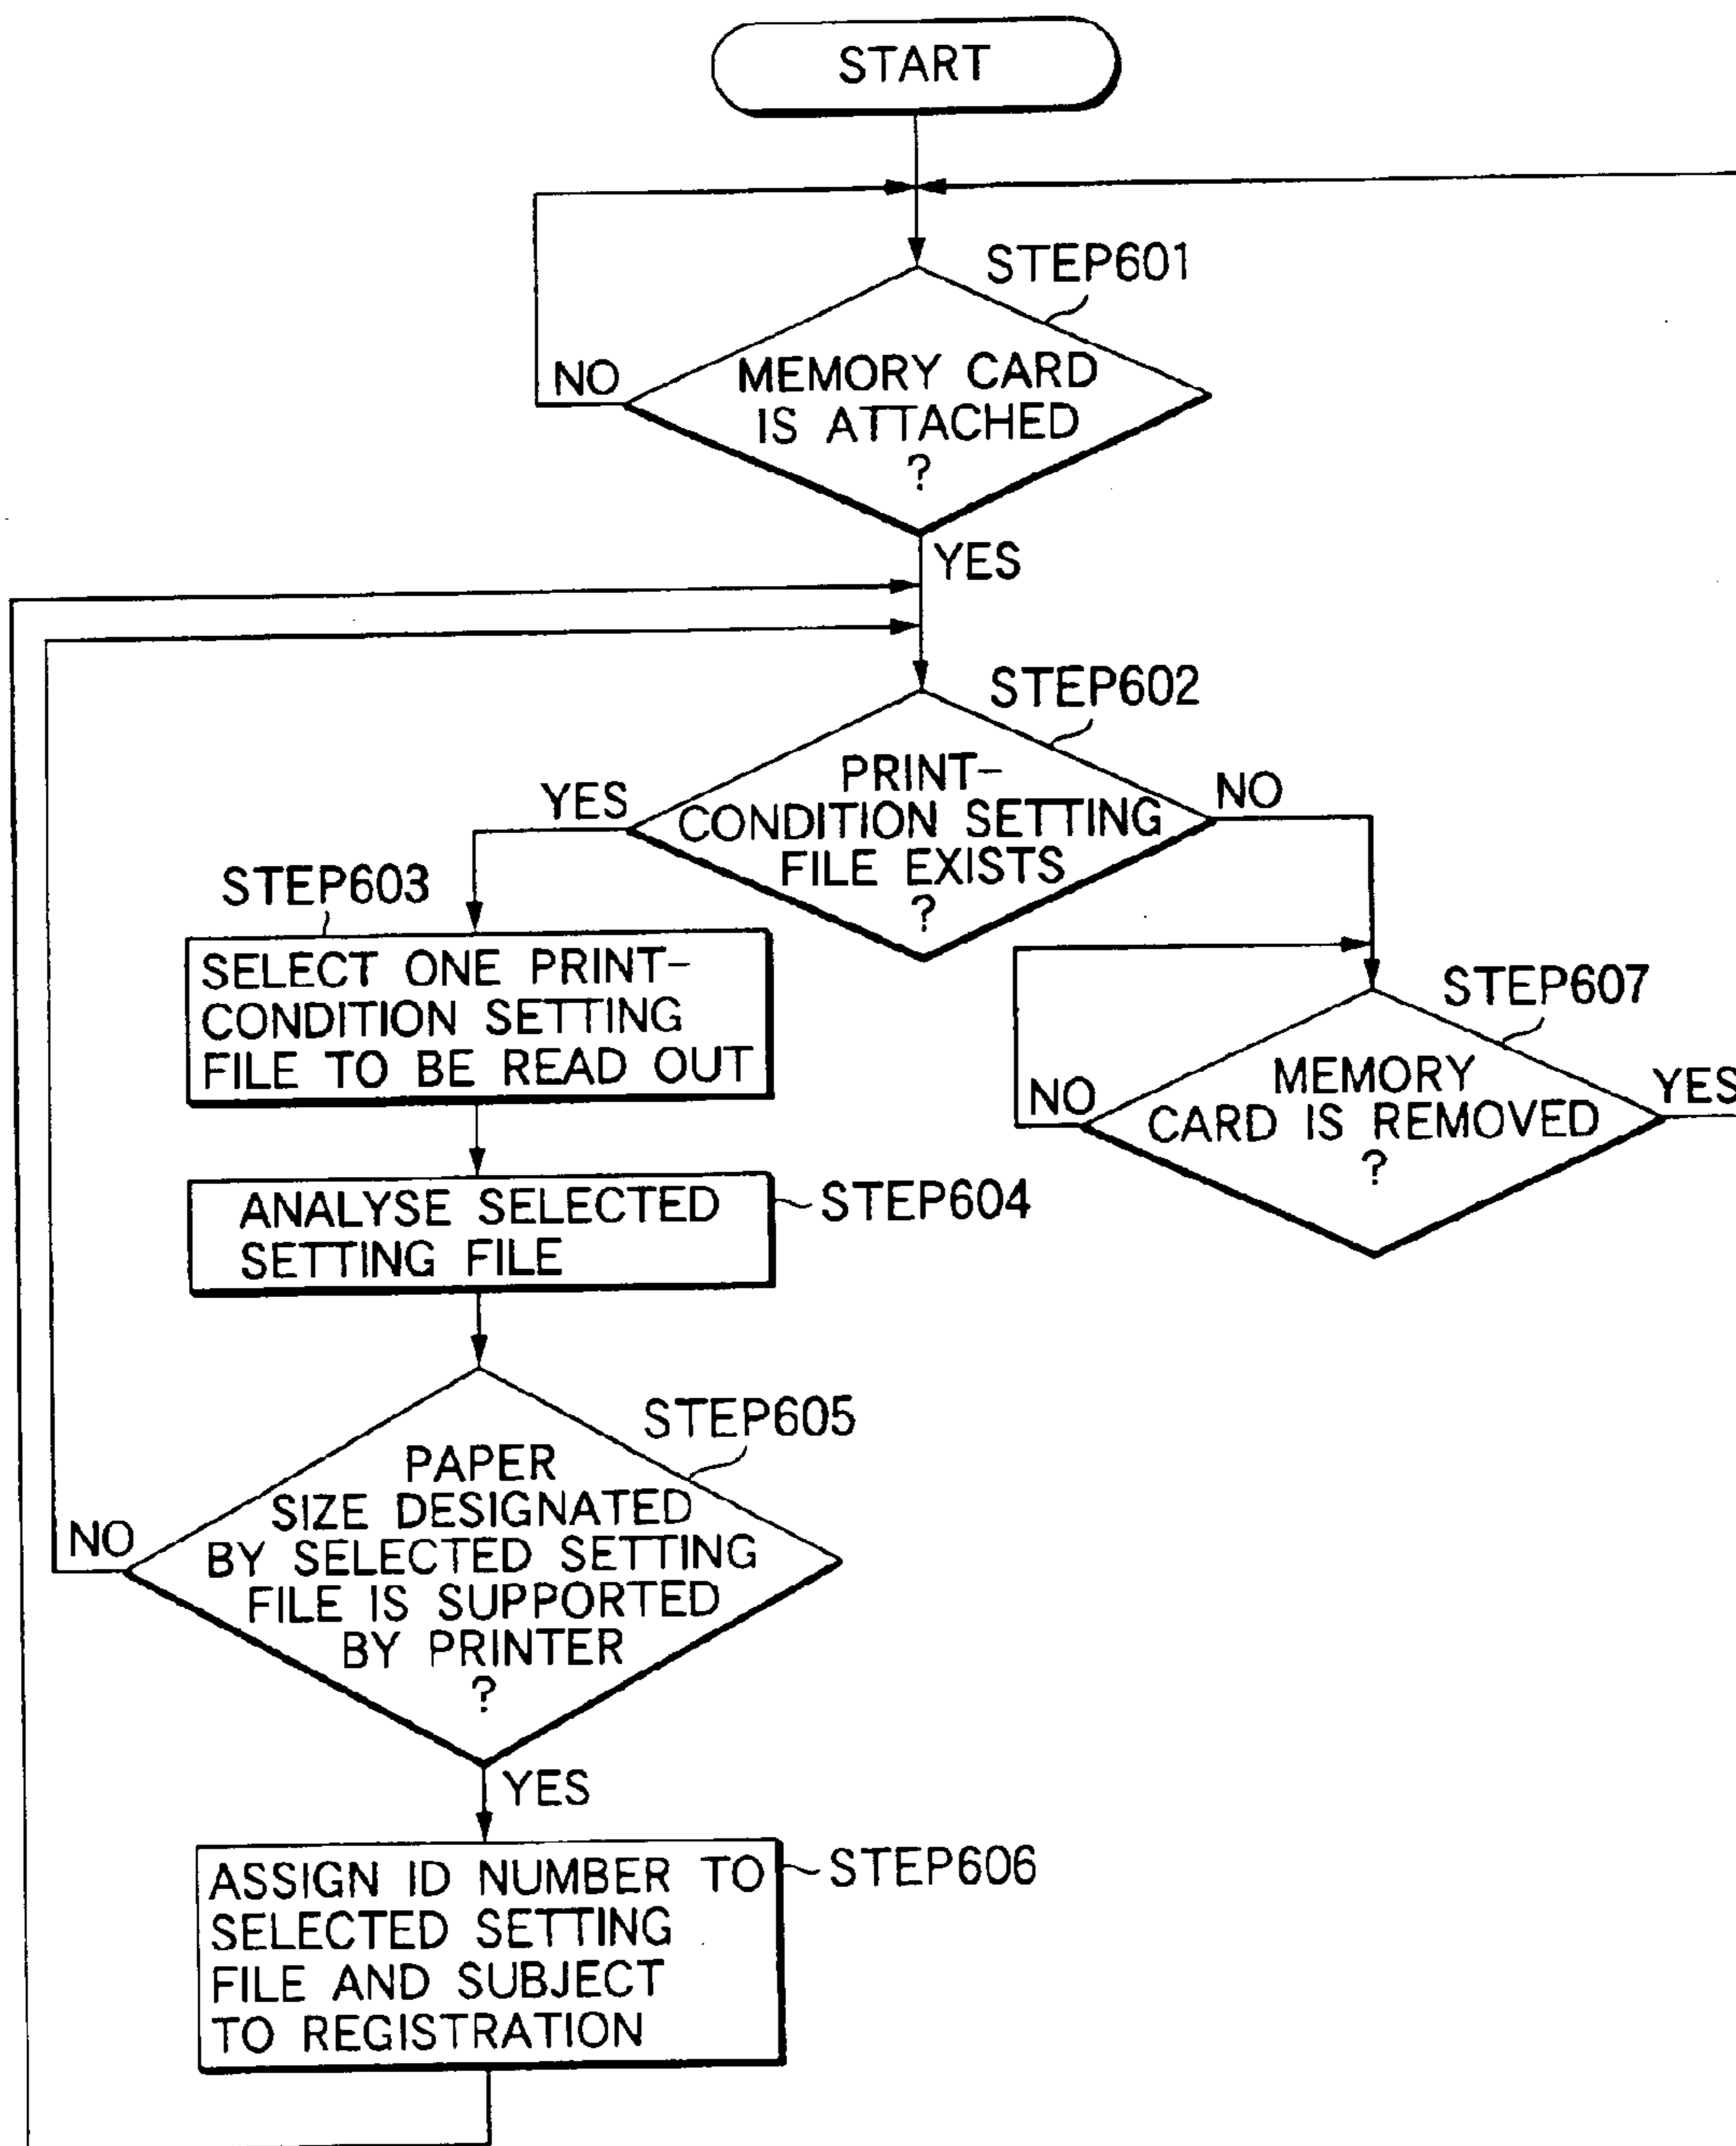 START
STEP601
MEMORY CARD
IS ATTACHED
?
NO
YES
STEP602
PRINT-
CONDITION SETTING
FILE EXISTS
?
YES
NO
STEP603
SELECT ONE PRINT-
CONDITION SETTING
FILE TO BE READ OUT
STEP607
MEMORY
CARD IS REMOVED
?
NO
YES
ANALYSE SELECTED
SETTING FILE
STEP604
STEP605
PAPER
SIZE DESIGNATED
BY SELECTED SETTING
FILE IS SUPPORTED
BY PRINTER
?
NO
YES
ASSIGN ID NUMBER TO
SELECTED SETTING
FILE AND SUBJECT
TO REGISTRATION
STEP606